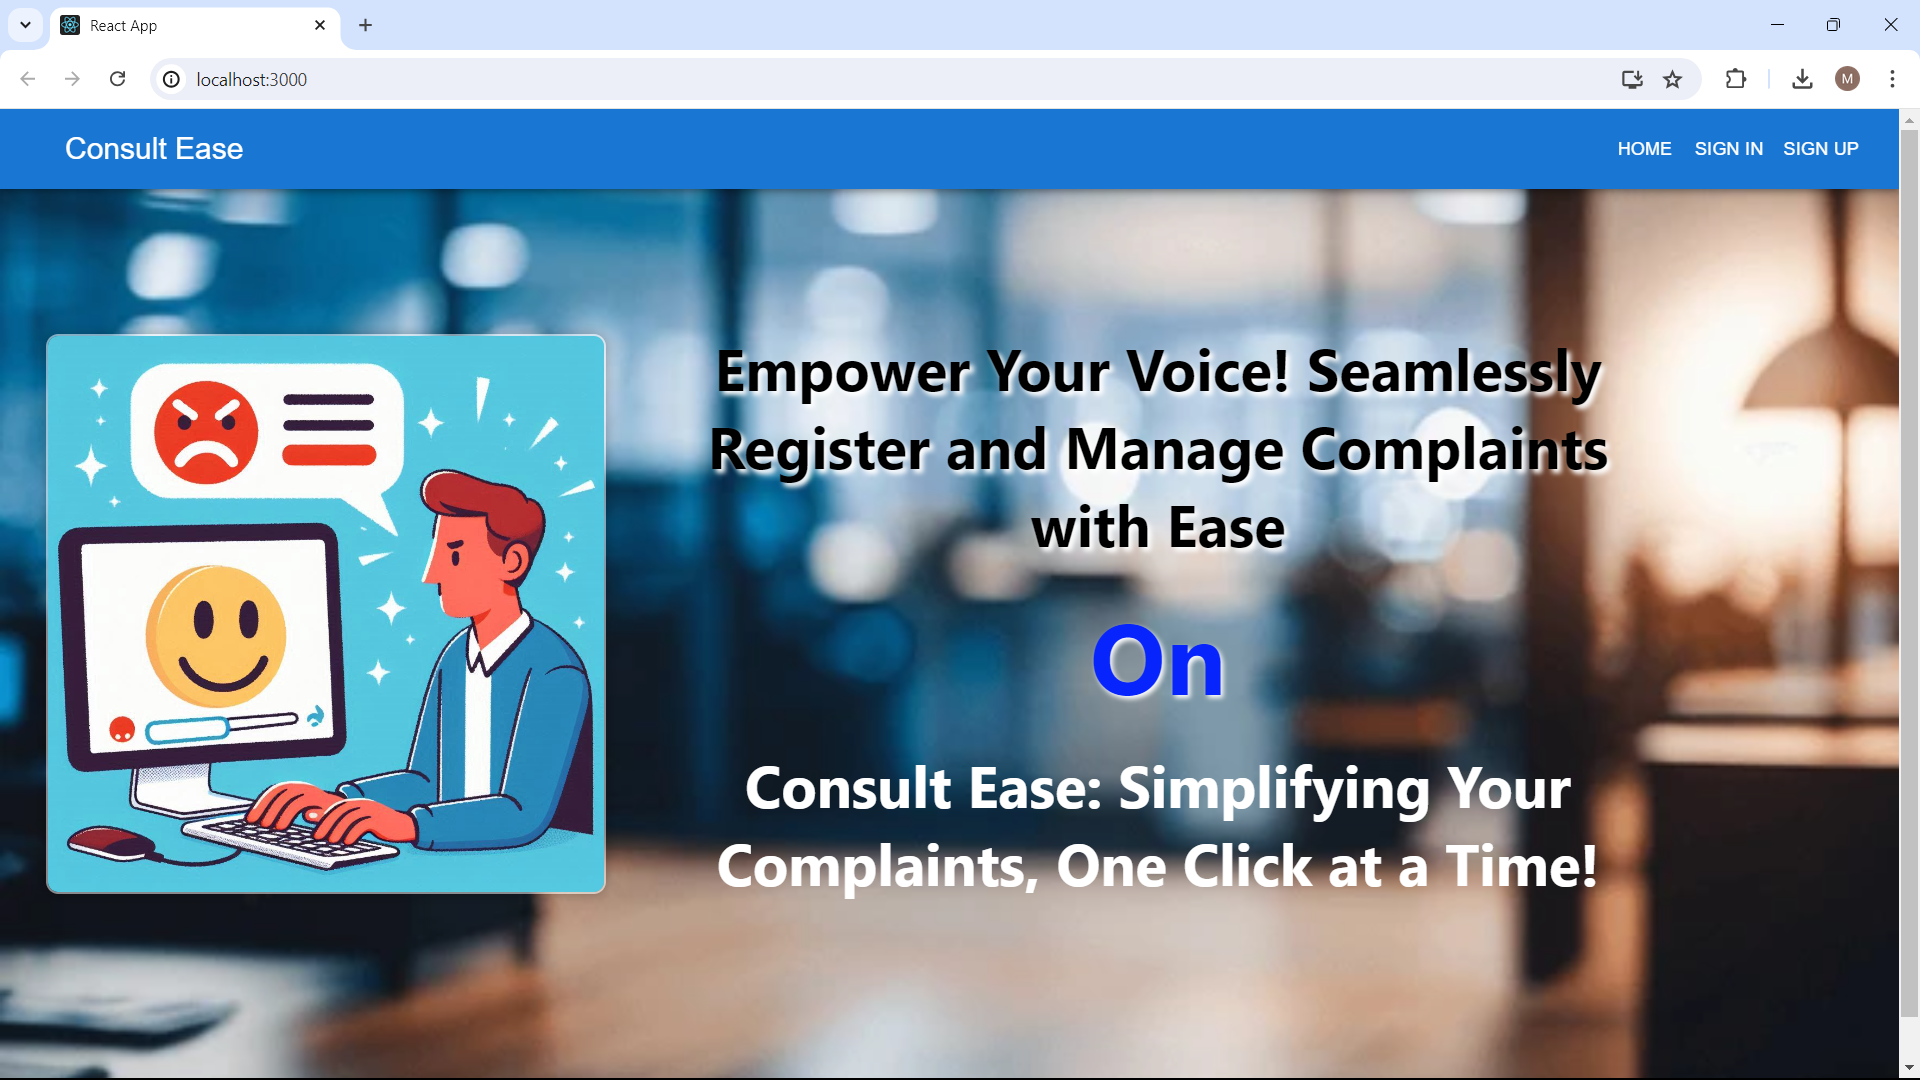 React App
localhost:3000
M
Consult Ease
HOME SIGN IN SIGN UP
Empower Your Voice! Seamlessly
Register and Manage Complaints
with Ease
On
Consult Ease: Simplifying Your
Complaints, One Click at a Time!